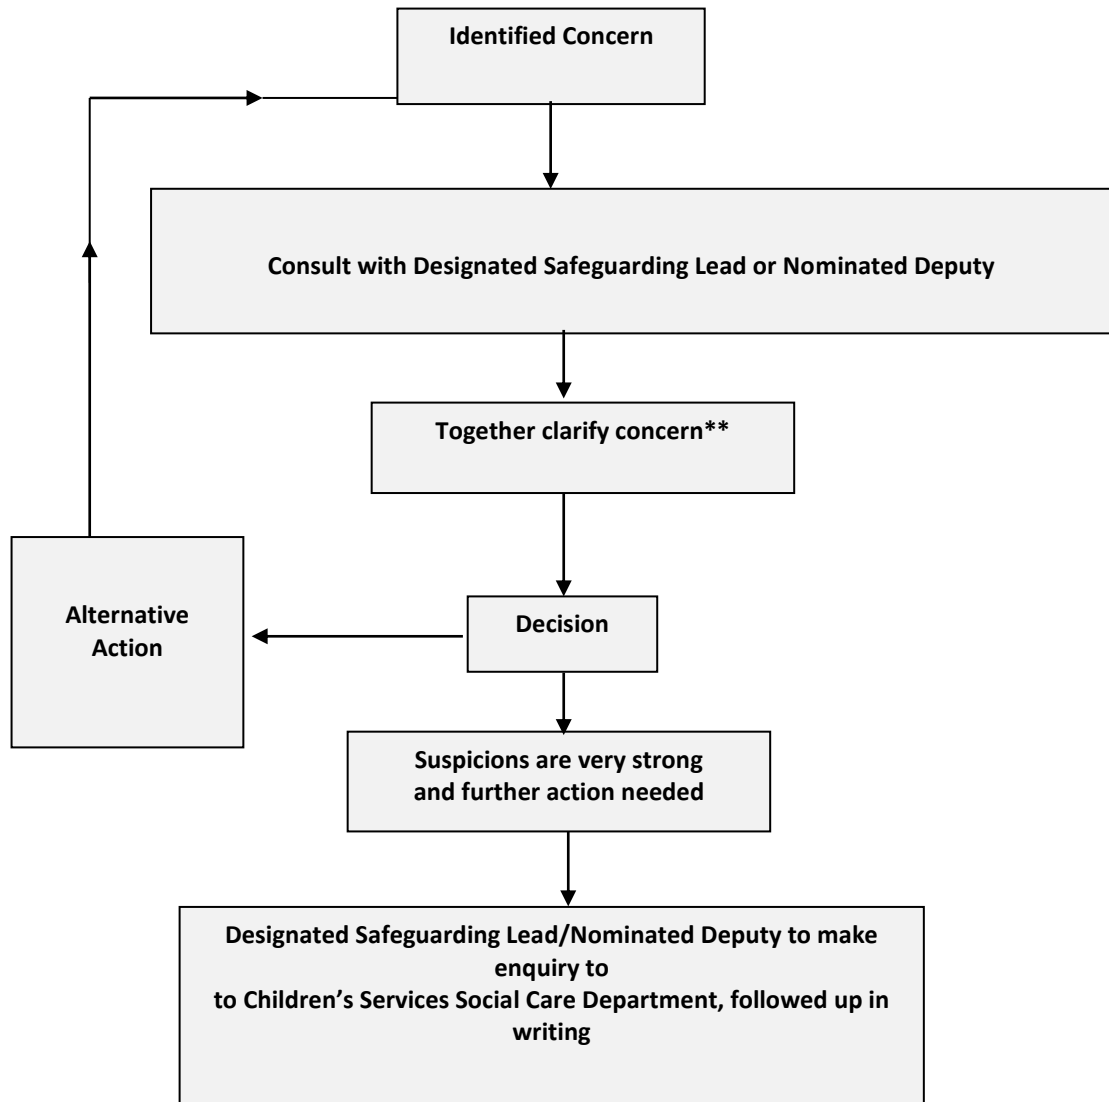 Identified Concern
Consult with Designated Safeguarding Lead or Nominated Deputy
Together clarify concern**
Alternative
Action
Decision
Suspicions are very strong
and further action needed
Designated Safeguarding Lead/Nominated Deputy to make
enquiry to
to Children’s Services Social Care Department, followed up in
writing